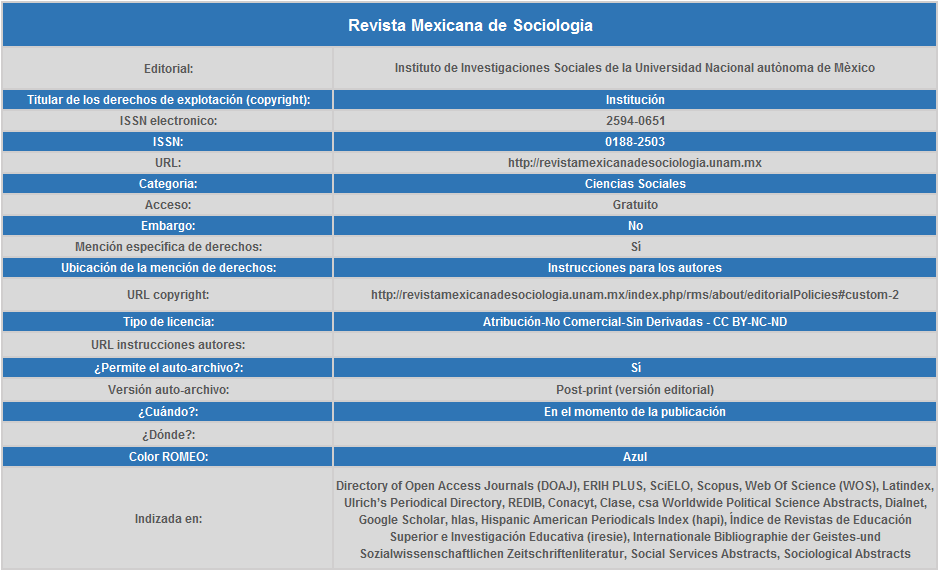 Revista Mexicana de Sociologia
Editorial: Instituto de Investigaciones Sociales de la Universidad Nacional autònoma de Mèxico
Titular de los derechos de explotación (copyright): Institución
ISSN electronico: 2594-0651
ISSN: 0188-2503
URL: http://revistamexicanadesociologia.unam.mx
Categoria: Ciencias Sociales
Acceso: Gratuito
Embargo: No
Mención específica de derechos: Sí
Ubicación de la mención de derechos: Instrucciones para los autores
URL copyright: http://revistamexicanadesociologia.unam.mx/index.php/rms/about/editorialPolicies#custom-2
Tipo de licencia: Atribución-No Comercial-Sin Derivadas - CC BY-NC-ND
URL instrucciones autores:
¿Permite el auto-archivo?: Sí
Versión auto-archivo: Post-print (versión editorial)
¿Cuándo?: En el momento de la publicación
¿Dónde?:
Color ROMEO: Azul
Indizada en:
Directory of Open Access Journals (DOAJ), ERIH PLUS, SciELO, Scopus, Web Of Science (WOS), Latindex,
Ulrich's Periodical Directory, REDIB, Conacyt, Clase, csa Worldwide Political Science Abstracts, Dialnet,
Google Scholar, hlas, Hispanic American Periodicals Index (hapi), Índice de Revistas de Educación
Superior e Investigación Educativa (iresie), Internationale Bibliographie der Geistes-und
Sozialwissenschaftlichen Zeitschriftenliteratur, Social Services Abstracts, Sociological Abstracts